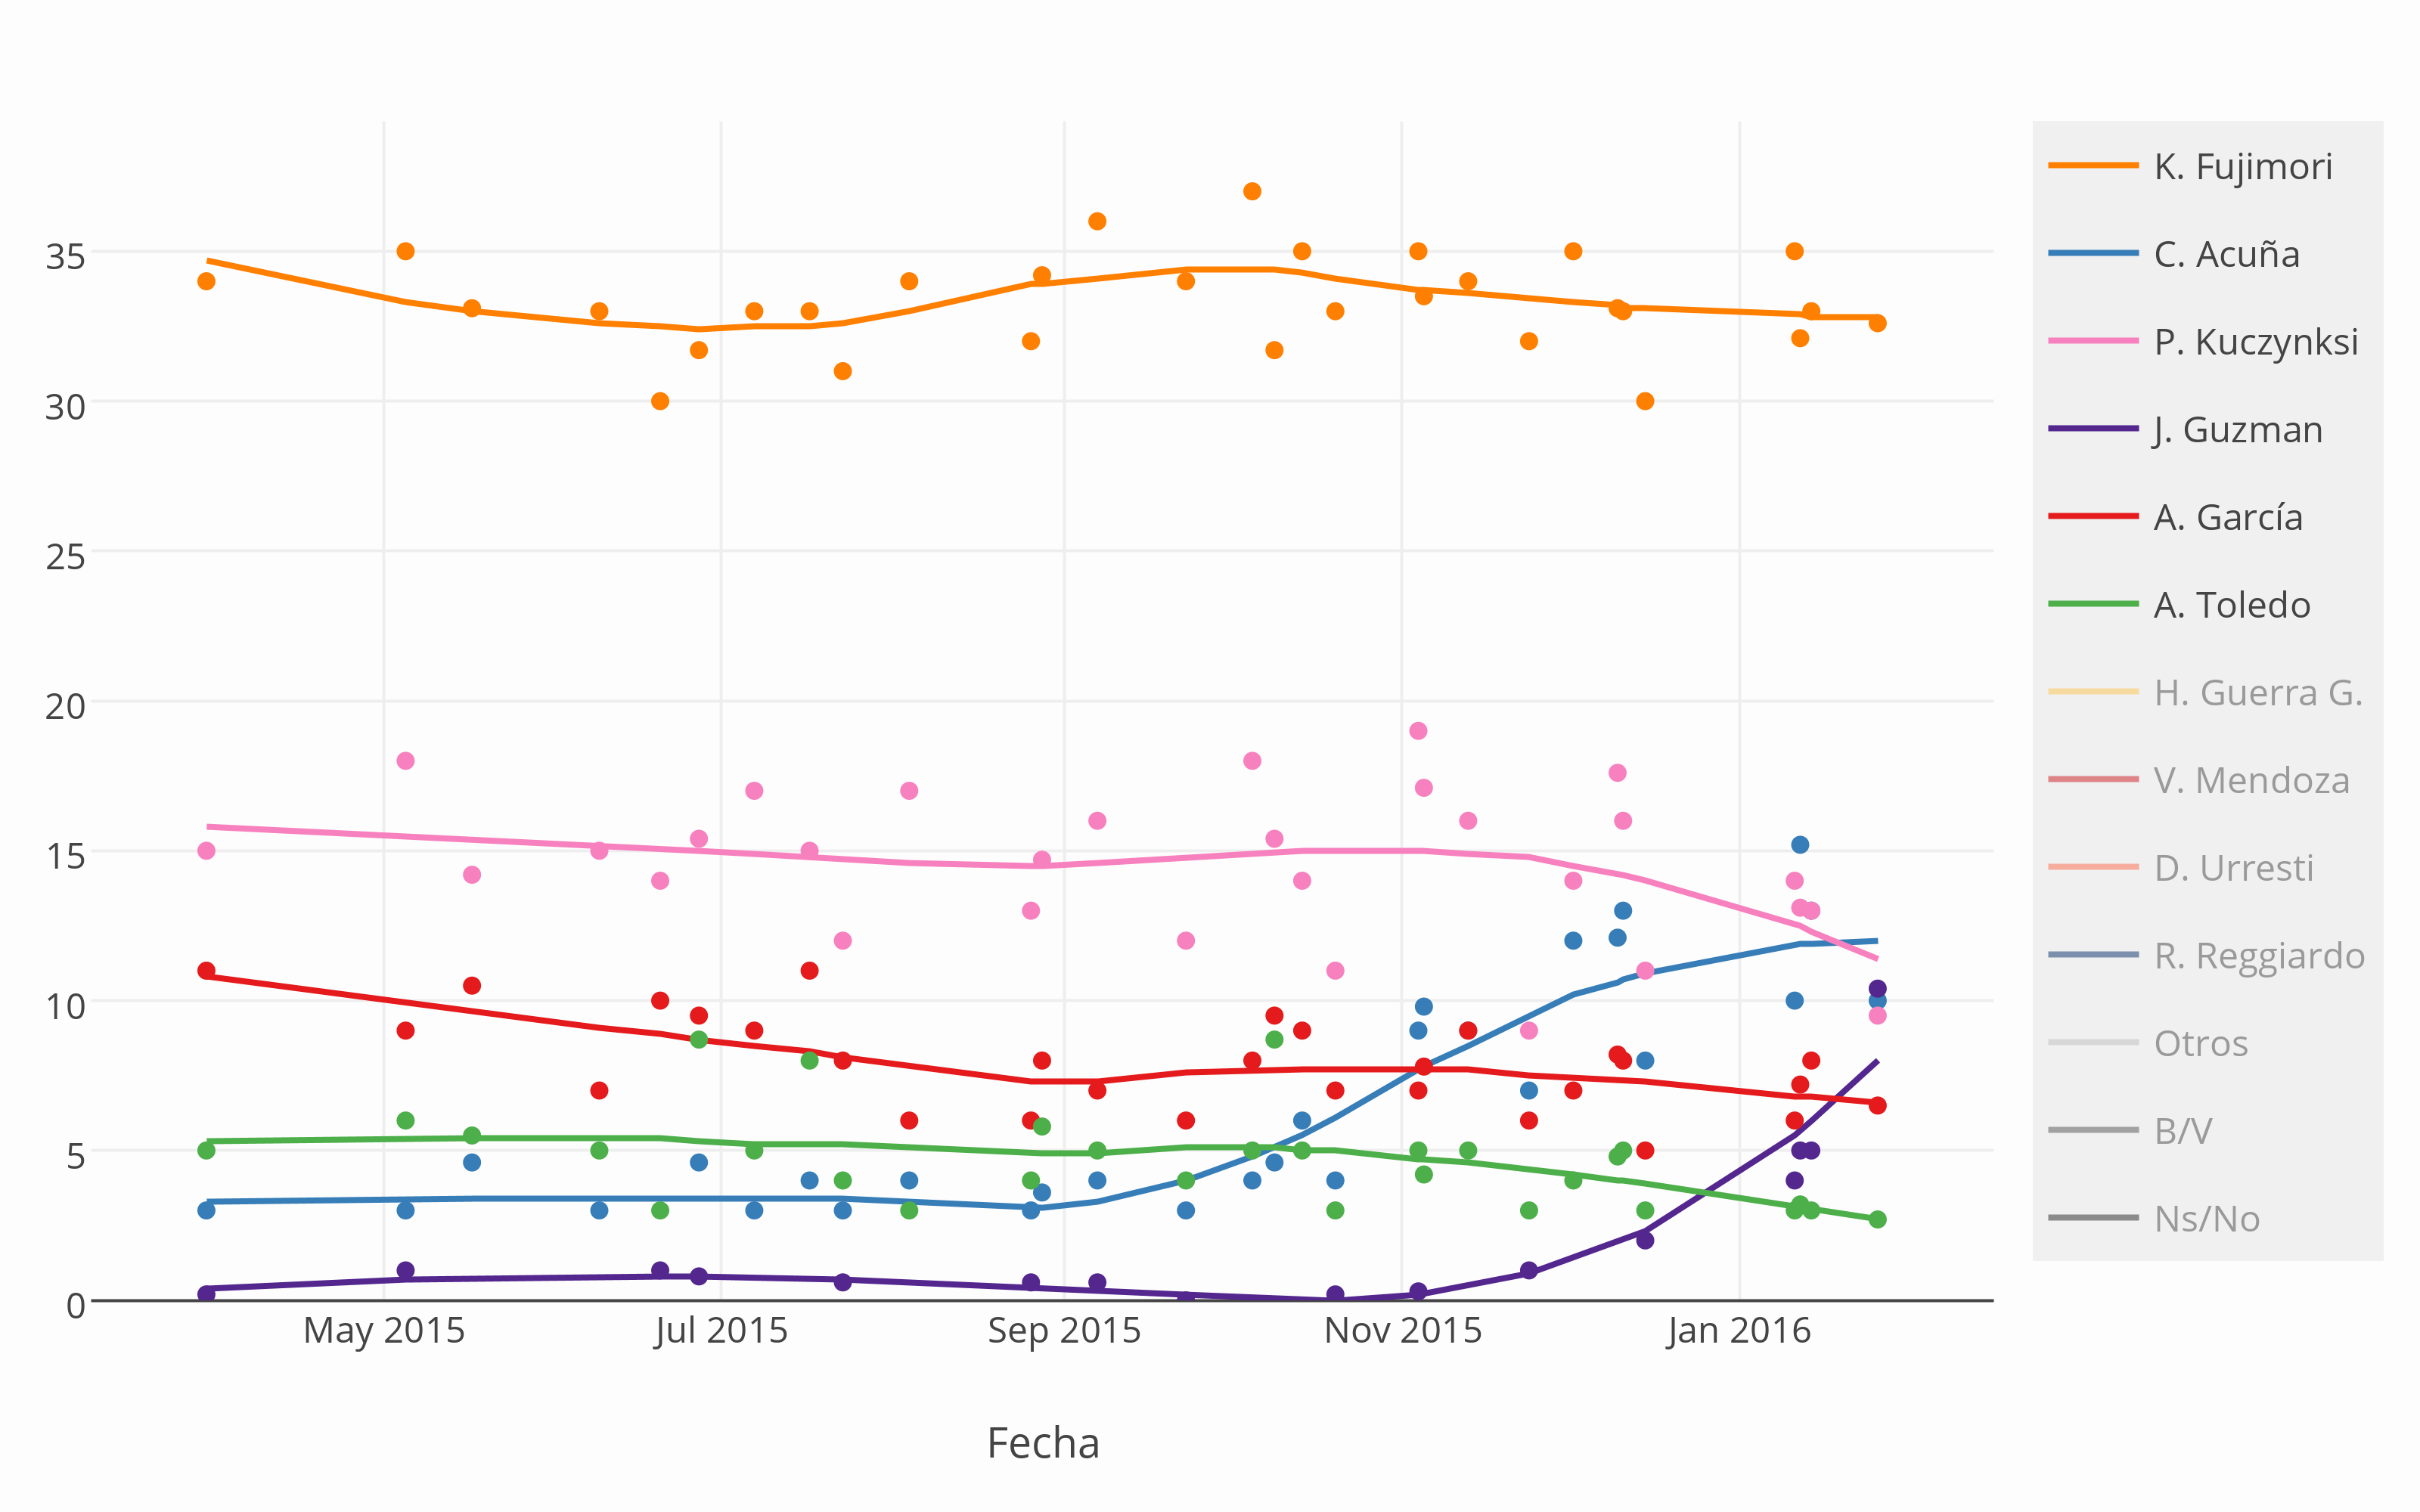 35
30
25
20
15
10
5
0
May 2015
Jul 2015
Sep 2015
Nov 2015
Jan 2016
Fecha
K. Fujimori
C. Acuña
P. Kuczynksi
J. Guzman
A. García
A. Toledo
H. Guerra G.
V. Mendoza
D. Urresti
R. Reggiardo
Otros
B/V
Ns/No